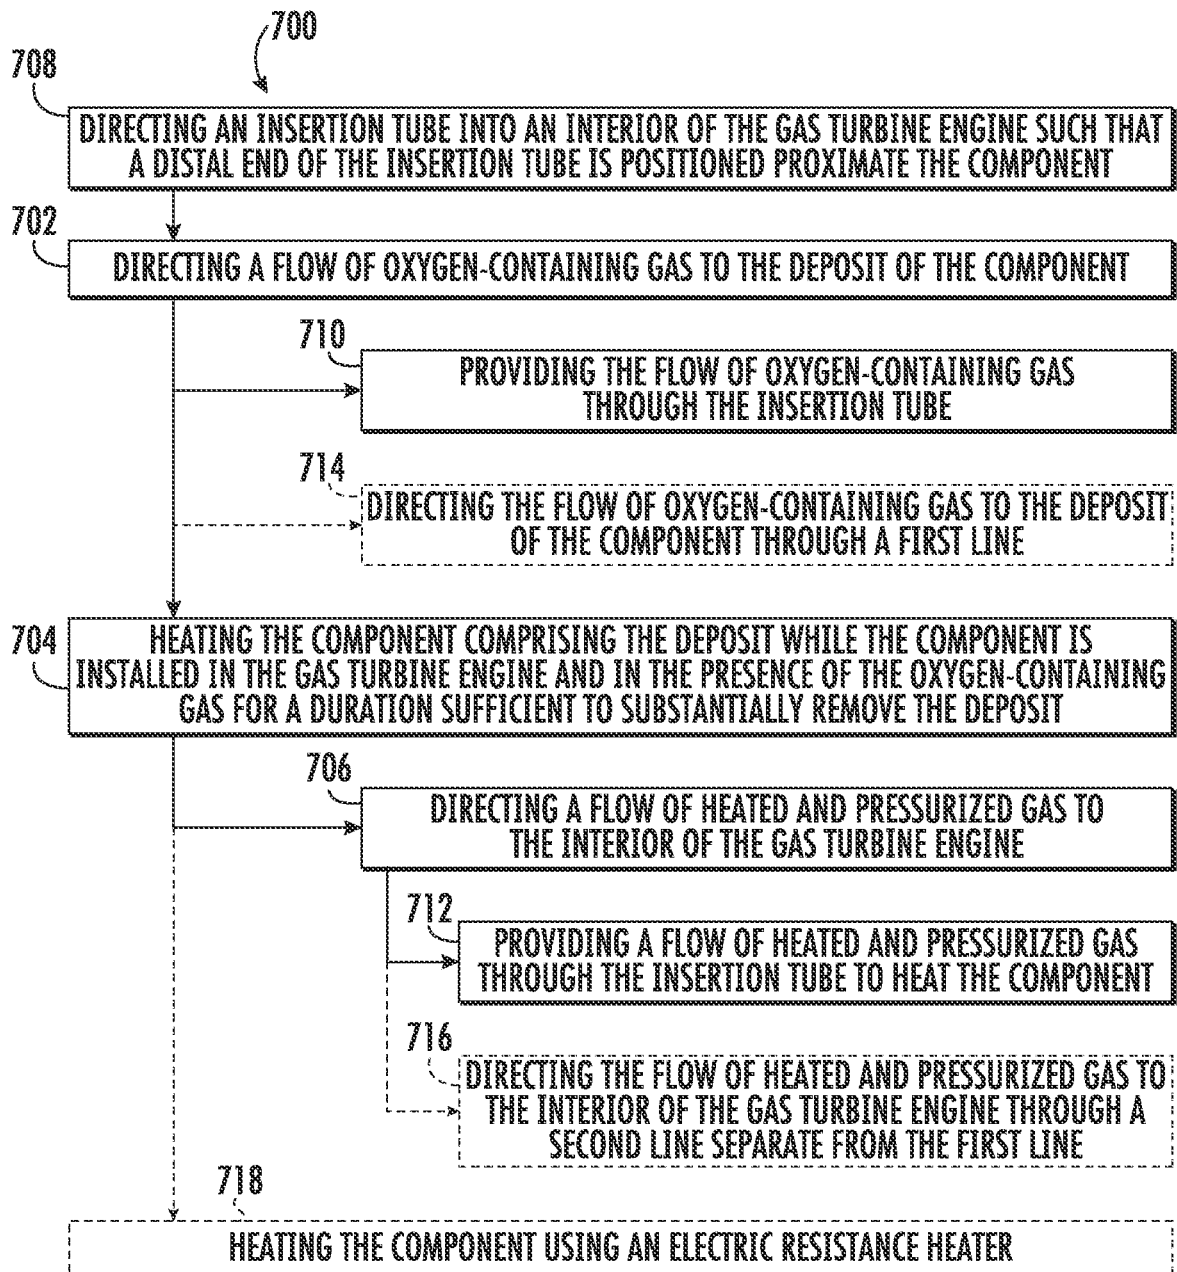 700
708
DIRECTING AN INSERTION TUBE INTO AN INTERIOR OF THE GAS TURBINE ENGINE SUCH THAT
A DISTAL END OF THE INSERTION TUBE IS POSITIONED PROXIMATE THE COMPONENT
702
DIRECTING A FLOW OF OXYGEN-CONTAINING GAS TO THE DEPOSIT OF THE COMPONENT
710
PROVIDING THE FLOW OF OXYGEN-CONTAINING GAS
THROUGH THE INSERTION TUBE
714
DIRECTING THE FLOW OF OXYGEN-CONTAINING GAS TO THE DEPOSIT
OF THE COMPONENT THROUGH A FIRST LINE
704
HEATING THE COMPONENT COMPRISING THE DEPOSIT WHILE THE COMPONENT IS
INSTALLED IN THE GAS TURBINE ENGINE AND IN THE PRESENCE OF THE OXYGEN-CONTAINING
GAS FOR A DURATION SUFFICIENT TO SUBSTANTIALLY REMOVE THE DEPOSIT
706
DIRECTING A FLOW OF HEATED AND PRESSURIZED GAS TO
THE INTERIOR OF THE GAS TURBINE ENGINE
712
PROVIDING A FLOW OF HEATED AND PRESSURIZED GAS
THROUGH THE INSERTION TUBE TO HEAT THE COMPONENT
716
DIRECTING THE FLOW OF HEATED AND PRESSURIZED GAS TO
THE INTERIOR OF THE GAS TURBINE ENGINE THROUGH A
SECOND LINE SEPARATE FROM THE FIRST LINE
718
HEATING THE COMPONENT USING AN ELECTRIC RESISTANCE HEATER